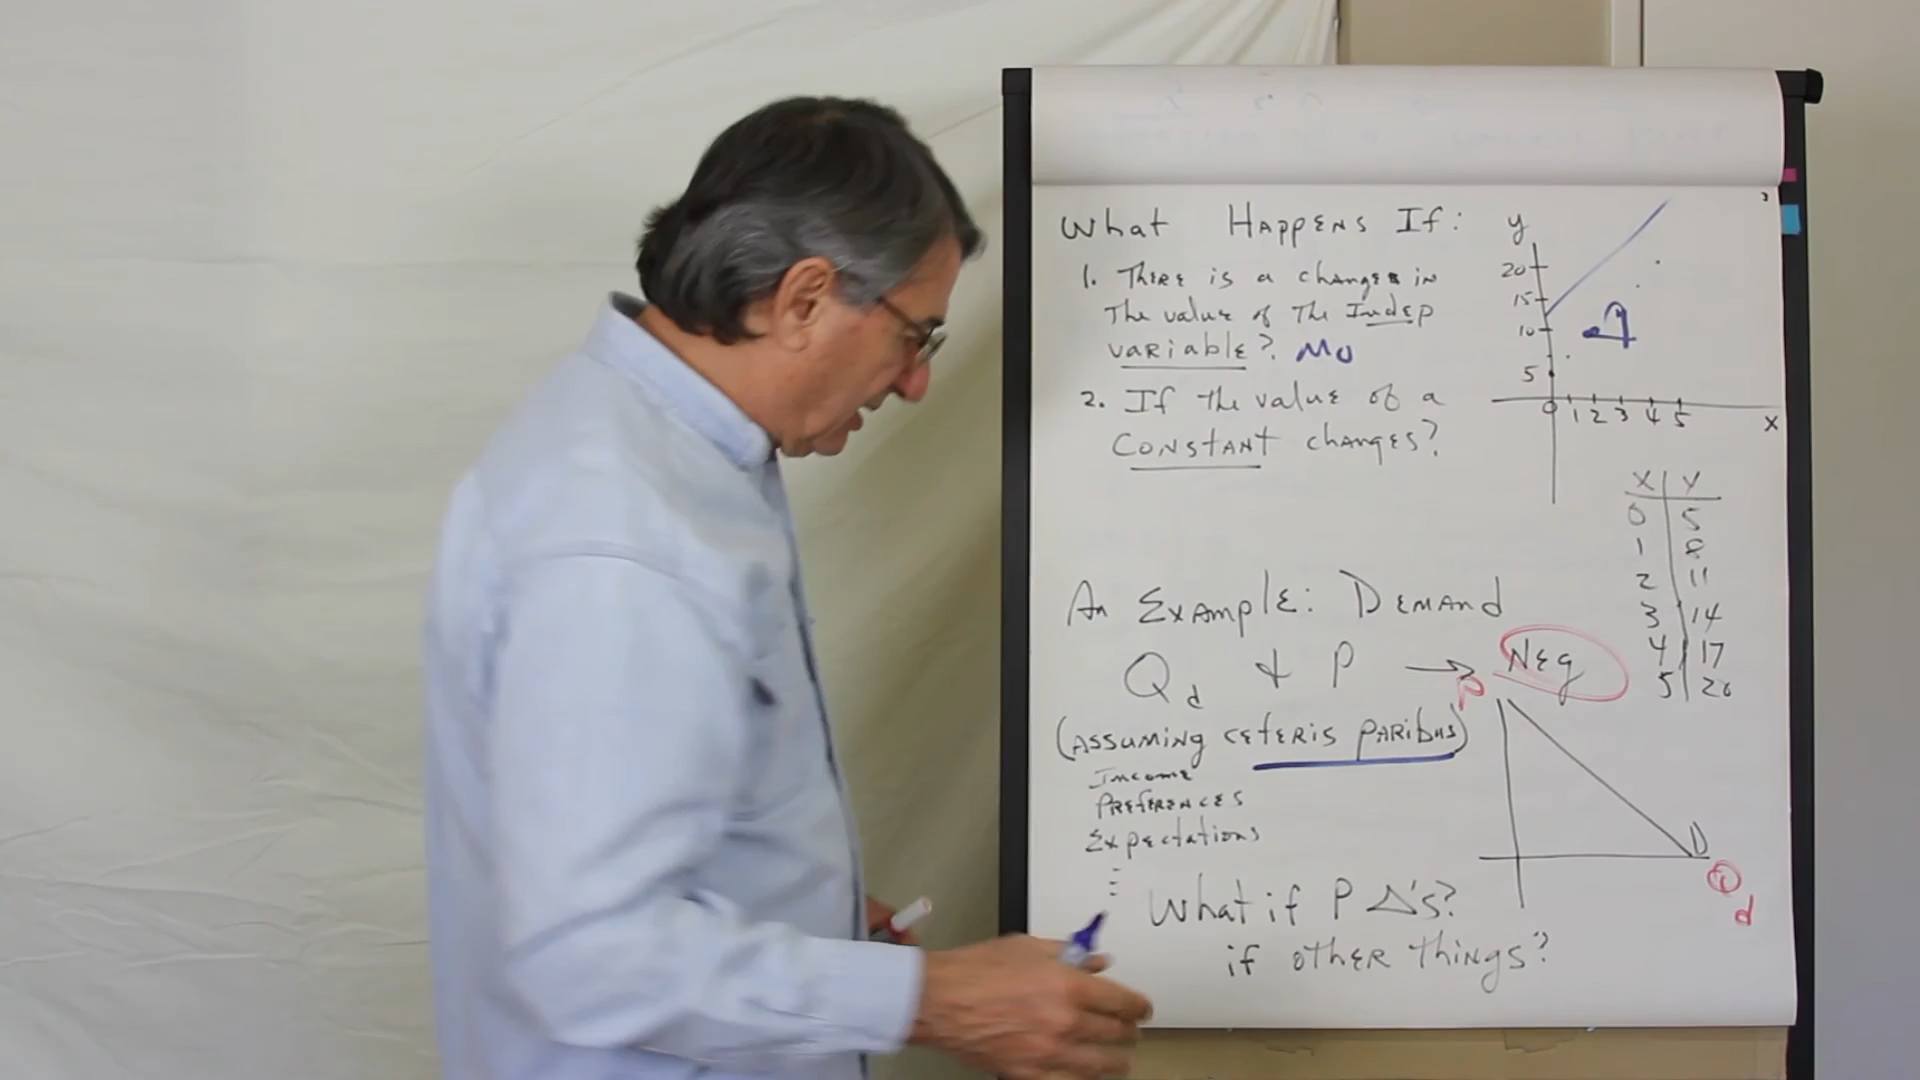 What Happens If:
1. There is a changes in
The value of The Indep
variable?
2. If the value of a
Constant changes?
y
20
15
10
5
0 1 2 3 4 5
x
X Y
0 5
1 8
2 11
3 14
4 17
5 20
An Example: Demand
Qd & P → Neg
(Assuming ceteris paribus)
Income
Preferences
Expectations
P
D
Q d
What if P Δ's?
if other things?